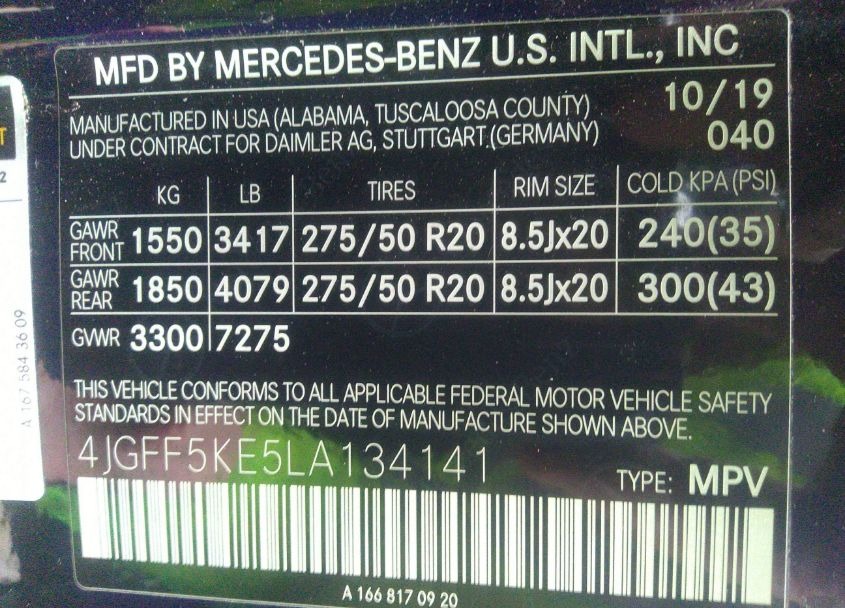 MFD BY MERCEDES-BENZ U.S. INTL., INC
MANUFACTURED IN USA (ALABAMA, TUSCALOOSA COUNTY) 10/19
UNDER CONTRACT FOR DAIMLER AG, STUTTGART (GERMANY) 040
KG LB TIRES RIM SIZE COLD KPA (PSI)
GAWR FRONT 1550 3417 275/50 R20 8.5Jx20 240(35)
GAWR REAR 1850 4079 275/50 R20 8.5Jx20 300(43)
GVWR 3300 7275
THIS VEHICLE CONFORMS TO ALL APPLICABLE FEDERAL MOTOR VEHICLE SAFETY
STANDARDS IN EFFECT ON THE DATE OF MANUFACTURE SHOWN ABOVE.
4JGFF5KE5LA134141
TYPE: MPV
A 166 817 09 20
T
2
A 167 584 36 09